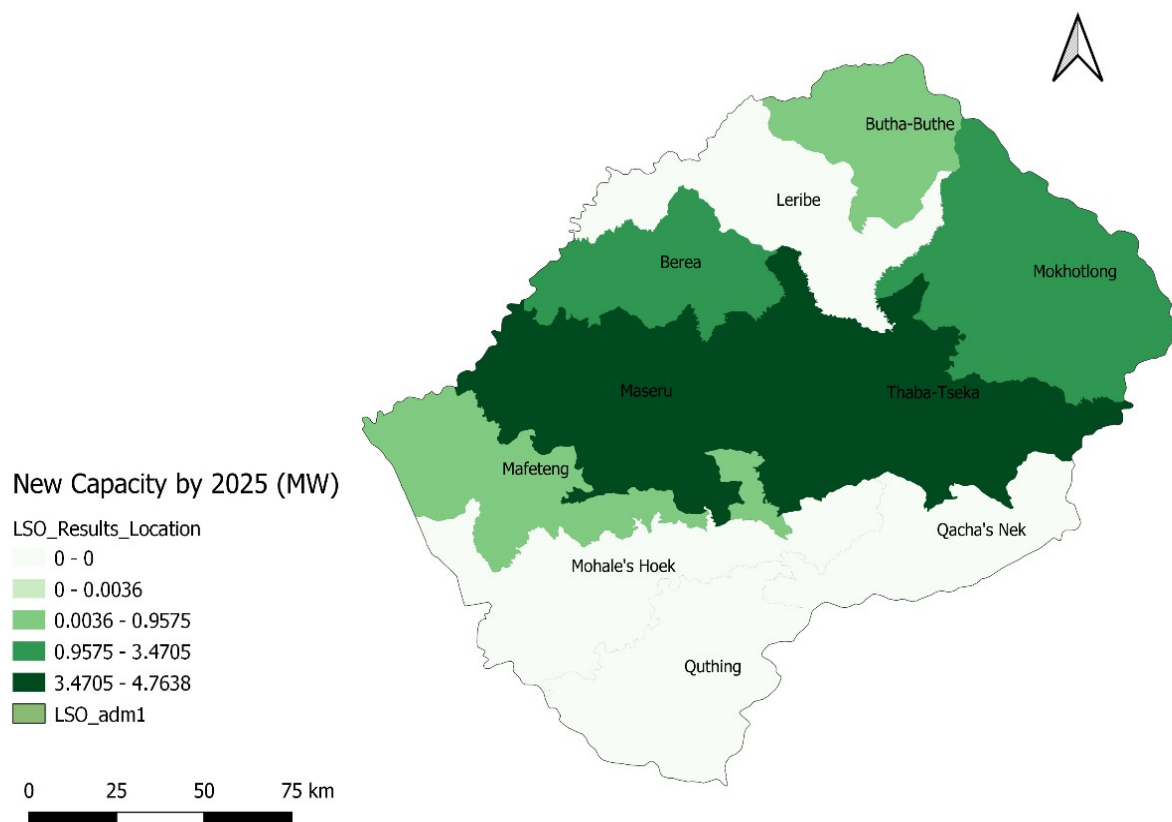 Butha-Buthe
Leribe
Berea
Mokhotlong
Maseru
Thaba-Tseka
Mafeteng
Qacha's Nek
Mohale's Hoek
Quthing
New Capacity by 2025 (MW)
LSO_Results_Location
0 - 0
0 - 0.0036
0.0036 - 0.9575
0.9575 - 3.4705
3.4705 - 4.7638
LSO_adm1
0 25 50 75 km